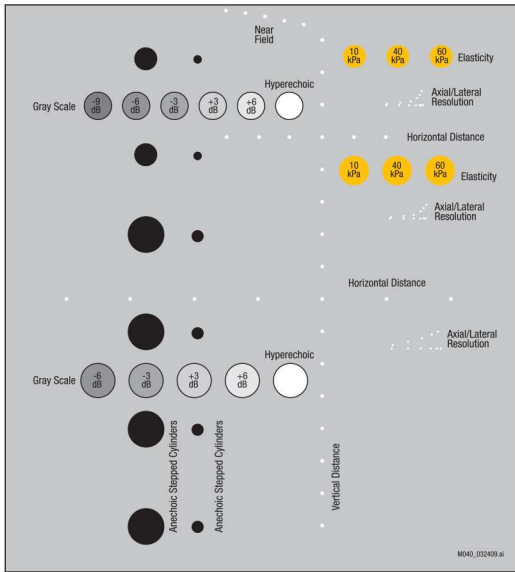 Near
Field
10
kPa
40
kPa
60
kPa
Elasticity
Hyperechoic
Axial/Lateral
Resolution
Gray Scale
-9
dB
-6
dB
-3
dB
+3
dB
+6
dB
Horizontal Distance
10
kPa
40
kPa
60
kPa
Elasticity
Axial/Lateral
Resolution
Horizontal Distance
Axial/Lateral
Resolution
Hyperechoic
Gray Scale
-6
dB
-3
dB
+3
dB
+6
dB
Anechoic Stepped Cylinders
Anechoic Stepped Cylinders
Vertical Distance
M040_032409.ai